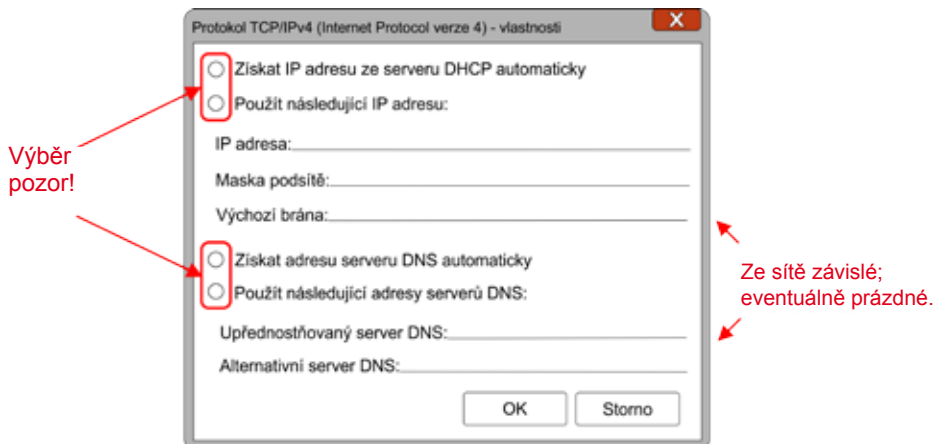 Protokol TCP/IPv4 (Internet Protocol verze 4) - vlastnosti
X
Získat IP adresu ze serveru DHCP automaticky
Použít následující IP adresu:
IP adresa:
Maska podsítě:
Výchozí brána:
Získat adresu serveru DNS automaticky
Použít následující adresy serverů DNS:
Upřednostňovaný server DNS:
Alternativní server DNS:
OK
Storno
Výběr
pozor!
Ze sítě závislé;
eventuálně prázdné.